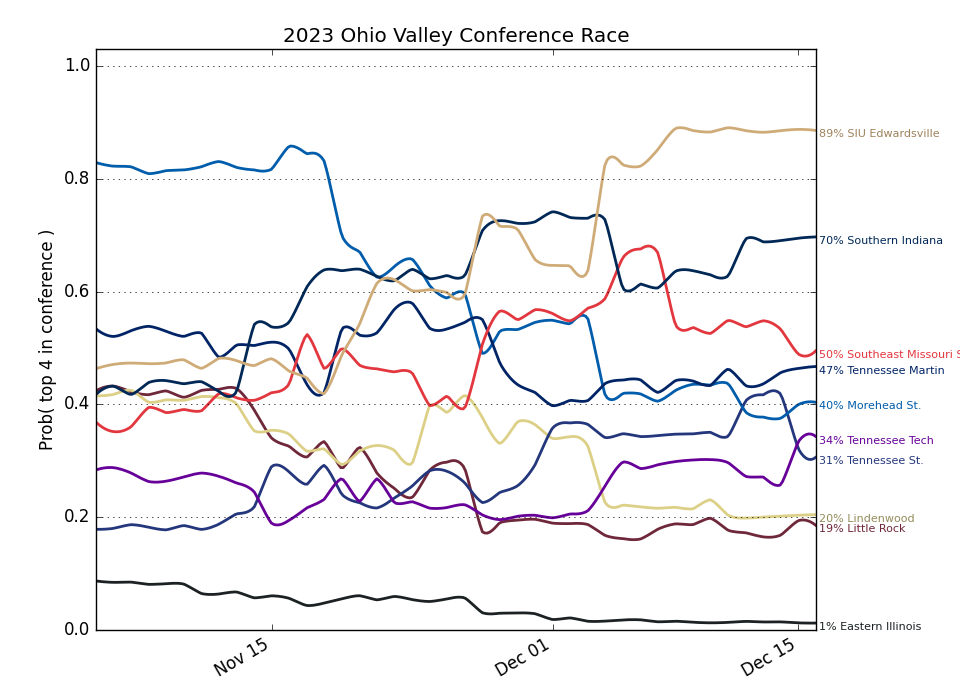 2023 Ohio Valley Conference Race
Prob( top 4 in conference )
1.0
0.8
0.6
0.4
0.2
0.0
Nov 15
Dec 01
Dec 15
89% SIU Edwardsville
70% Southern Indiana
50% Southeast Missouri S
47% Tennessee Martin
40% Morehead St.
34% Tennessee Tech
31% Tennessee St.
20% Lindenwood
19% Little Rock
1% Eastern Illinois